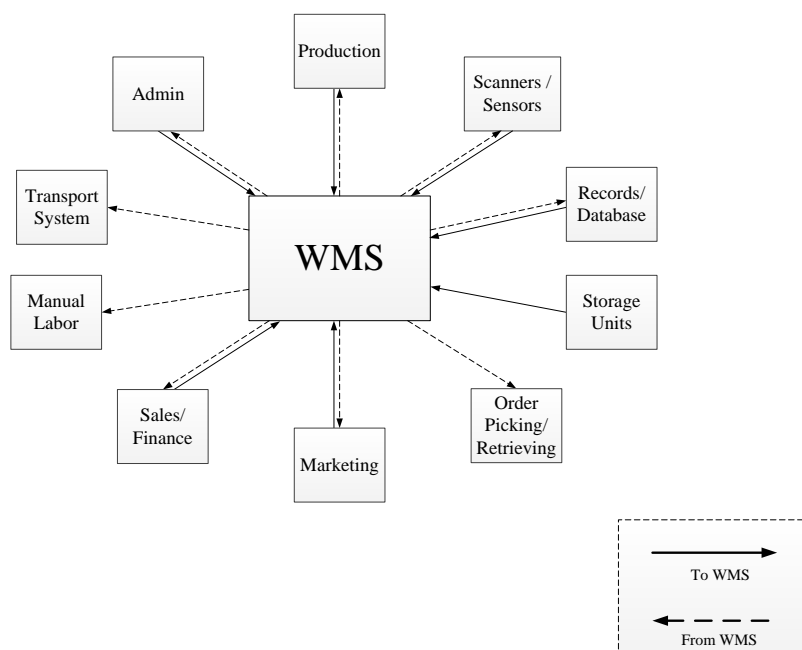 Production
Admin
Scanners /
Sensors
Transport
System
Records/
Database
WMS
Manual
Labor
Storage
Units
Sales/
Finance
Marketing
Order
Picking/
Retrieving
To WMS
From WMS